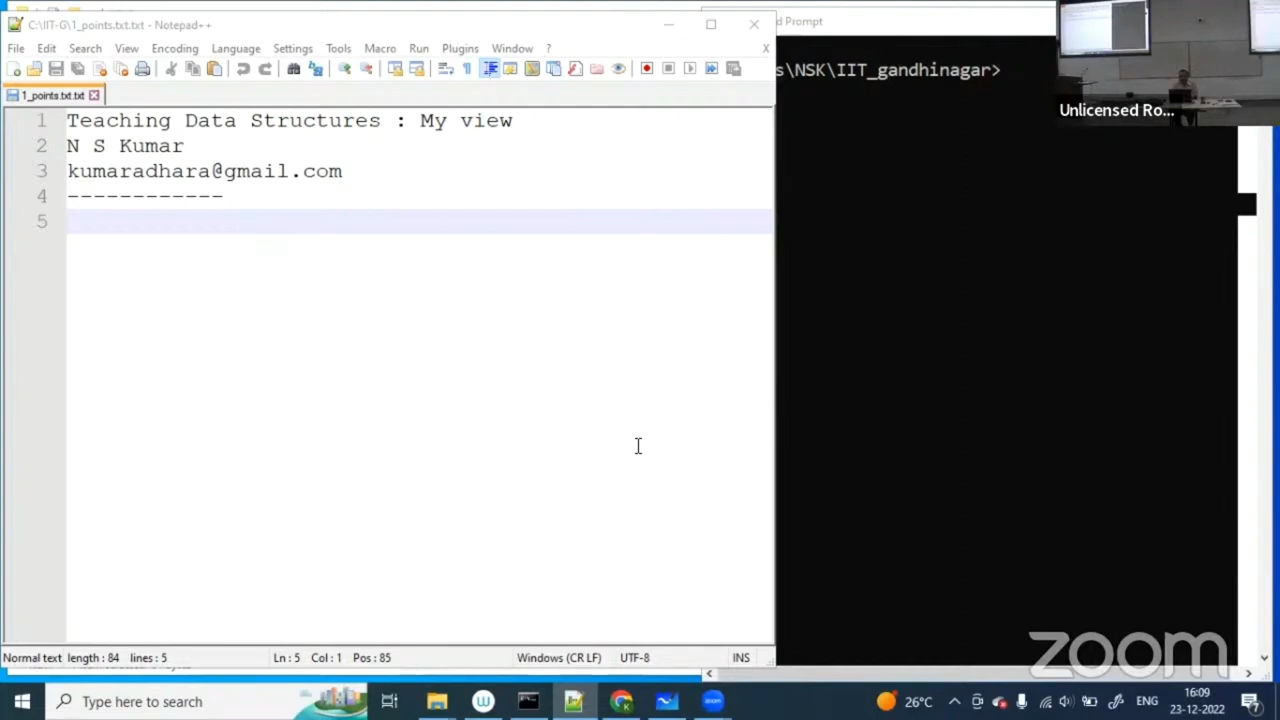 C:\IIT-G\1_points.txt.txt - Notepad++
d Prompt
File Edit Search View Encoding Language Settings Tools Macro Run Plugins Window ? X
s\NSK\IIT_gandhinagar>
1_points.txt.txt
Unlicensed Ro...
1 Teaching Data Structures : My view
2 N S Kumar
3 kumaradhara@gmail.com
4 ------------
5
zoom
Normal text length : 84 lines : 5 Ln : 5 Col : 1 Pos : 85 Windows (CR LF) UTF-8 INS
Type here to search
26°C
ENG
16:09
23-12-2022
7